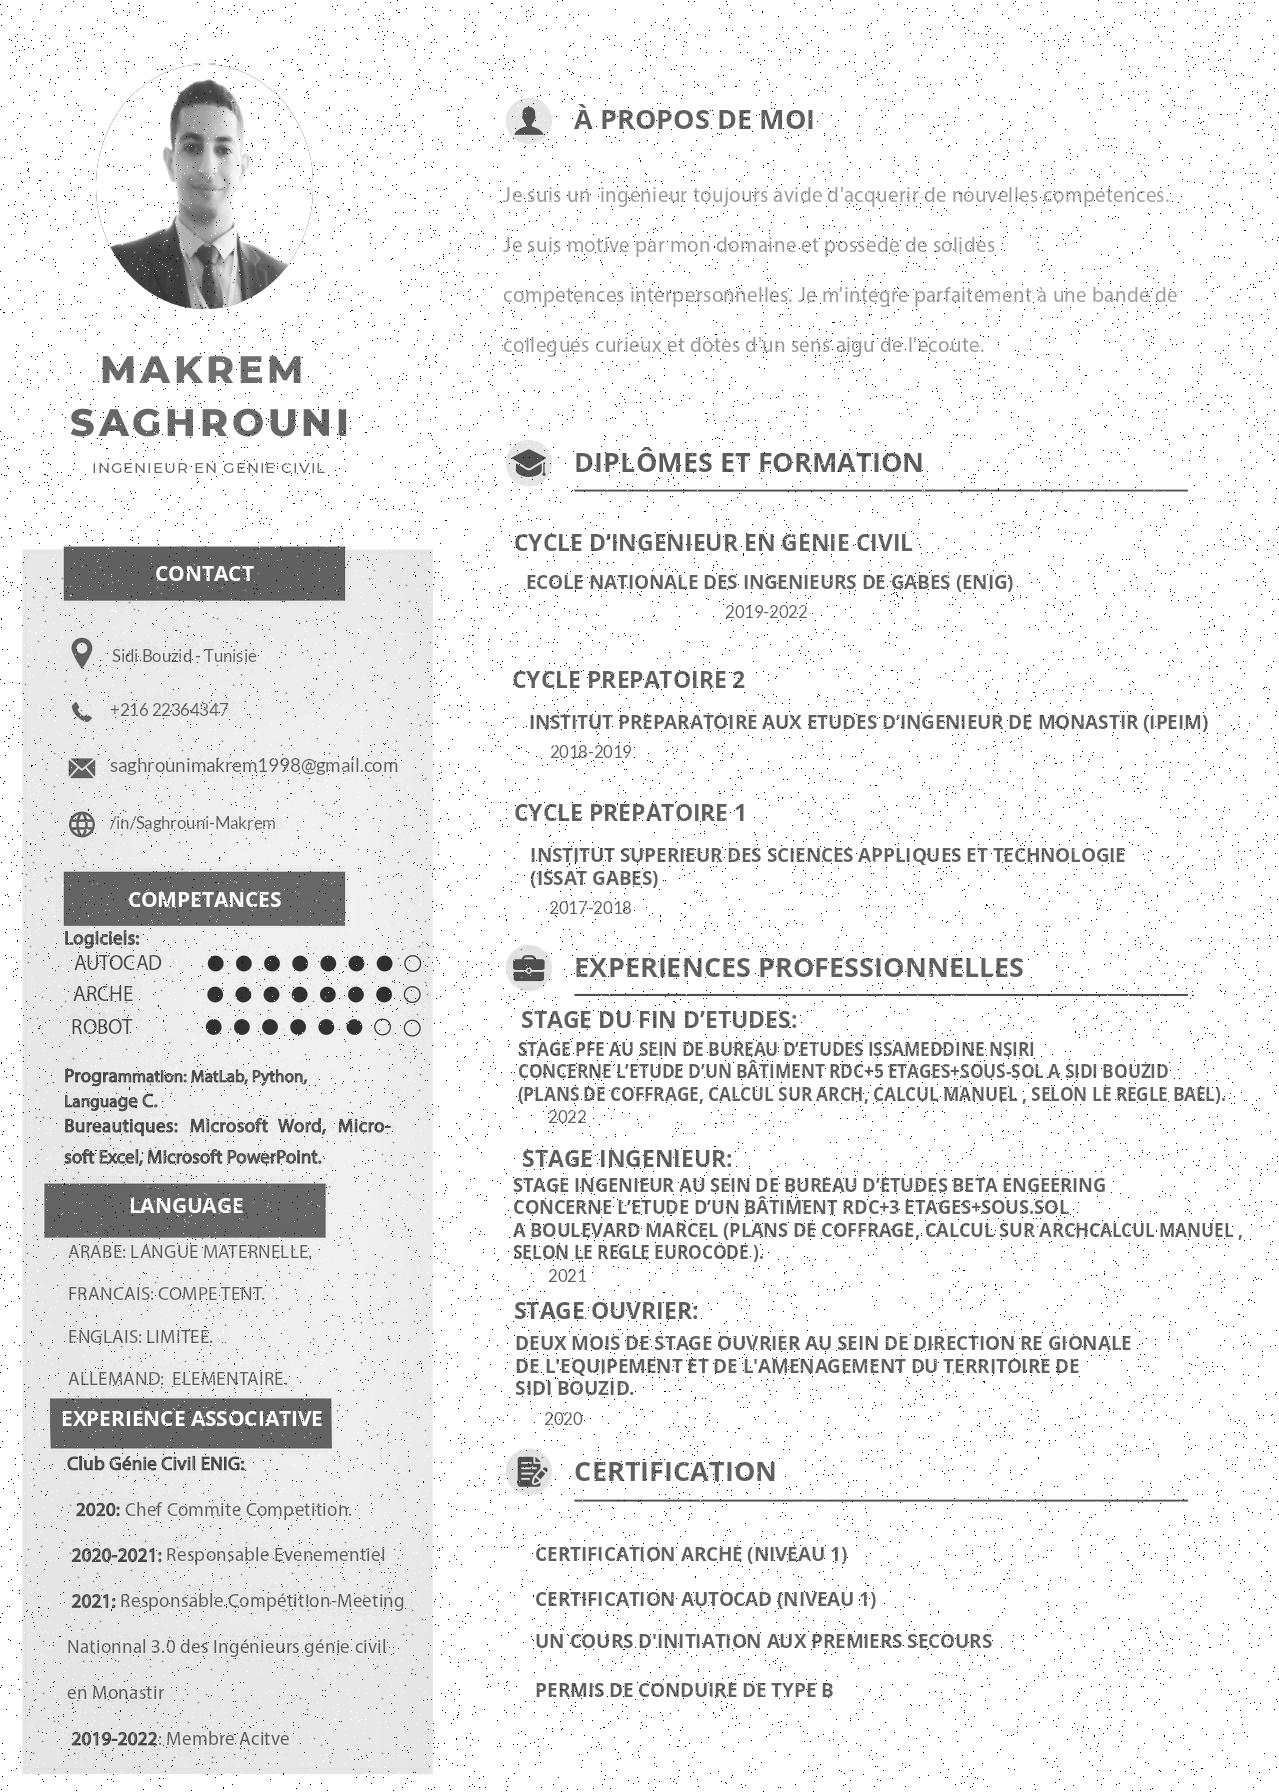 MAKREM
SAGHROUNI
INGENIEUR EN GENIE CIVIL
CONTACT
Sidi Bouzid - Tunisie
+216 22364347
saghrounimakrem1998@gmail.com
/in/Saghrouni-Makrem
COMPETANCES
Logiciels:
AUTOCAD
ARCHE
ROBOT
Programmation: MatLab, Python,
Language C.
Bureautiques: Microsoft Word, Micro-
soft Excel, Microsoft PowerPoint.
LANGUAGE
ARABE: LANGUE MATERNELLE.
FRANCAIS: COMPE TENT.
ENGLAIS: LIMITEE.
ALLEMAND: ELEMENTAIRE.
EXPERIENCE ASSOCIATIVE
Club Génie Civil ENIG:
2020: Chef Commite Competition.
2020-2021: Responsable Evenementiel
2021: Responsable Compétition-Meeting
Nationnal 3.0 des Ingénieurs génie civil
en Monastir
2019-2022: Membre Acitve
À PROPOS DE MOI
Je suis un ingenieur toujours avide d'acquerir de nouvelles competences.
Je suis motive par mon domaine et possede de solides
competences interpersonnelles. Je m'integre parfaitement à une bande de
collegues curieux et dotes d'un sens aigu de l'ecoute.
DIPLÔMES ET FORMATION
CYCLE D'INGENIEUR EN GENIE CIVIL
ECOLE NATIONALE DES INGENIEURS DE GABES (ENIG)
2019-2022
CYCLE PREPATOIRE 2
INSTITUT PREPARATOIRE AUX ETUDES D'INGENIEUR DE MONASTIR (IPEIM)
2018-2019
CYCLE PREPATOIRE 1
INSTITUT SUPERIEUR DES SCIENCES APPLIQUES ET TECHNOLOGIE
(ISSAT GABES)
2017-2018
EXPERIENCES PROFESSIONNELLES
STAGE DU FIN D'ETUDES:
STAGE PFE AU SEIN DE BUREAU D'ETUDES ISSAMEDDINE NSIRI
CONCERNE L'ETUDE D'UN BÂTIMENT RDC+5 ETAGES+SOUS-SOL A SIDI BOUZID
(PLANS DE COFFRAGE, CALCUL SUR ARCH, CALCUL MANUEL , SELON LE REGLE BAEL).
2022
STAGE INGENIEUR:
STAGE INGENIEUR AU SEIN DE BUREAU D'ETUDES BETA ENGEERING
CONCERNE L'ETUDE D'UN BÂTIMENT RDC+3 ETAGES+SOUS.SOL
A BOULEVARD MARCEL (PLANS DE COFFRAGE, CALCUL SUR ARCHCALCUL MANUEL ,
SELON LE REGLE EUROCODE ).
2021
STAGE OUVRIER:
DEUX MOIS DE STAGE OUVRIER AU SEIN DE DIRECTION RE GIONALE
DE L'EQUIPEMENT ET DE L'AMENAGEMENT DU TERRITOIRE DE
SIDI BOUZID.
2020
CERTIFICATION
CERTIFICATION ARCHE (NIVEAU 1)
CERTIFICATION AUTOCAD (NIVEAU 1)
UN COURS D'INITIATION AUX PREMIERS SECOURS
PERMIS DE CONDUIRE DE TYPE B